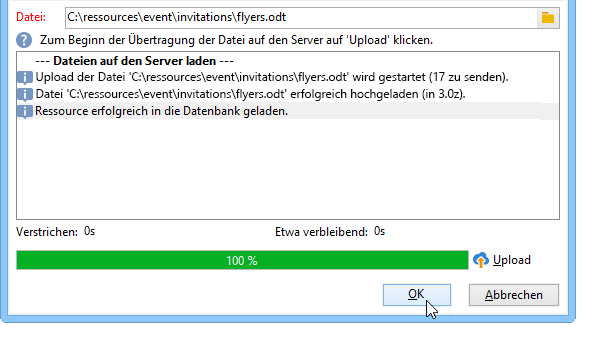 Datei: C:\ressources\event\invitations\flyers.odt
Zum Beginn der Übertragung der Datei auf den Server auf 'Upload' klicken.
--- Dateien auf den Server laden ---
Upload der Datei 'C:\ressources\event\invitations\flyers.odt' wird gestartet (17 zu senden).
Datei 'C:\ressources\event\invitations\flyers.odt' erfolgreich hochgeladen (in 3.0z).
Ressource erfolgreich in die Datenbank geladen.
Verstrichen: 0s Etwa verbleibend: 0s
100 % Upload
OK Abbrechen